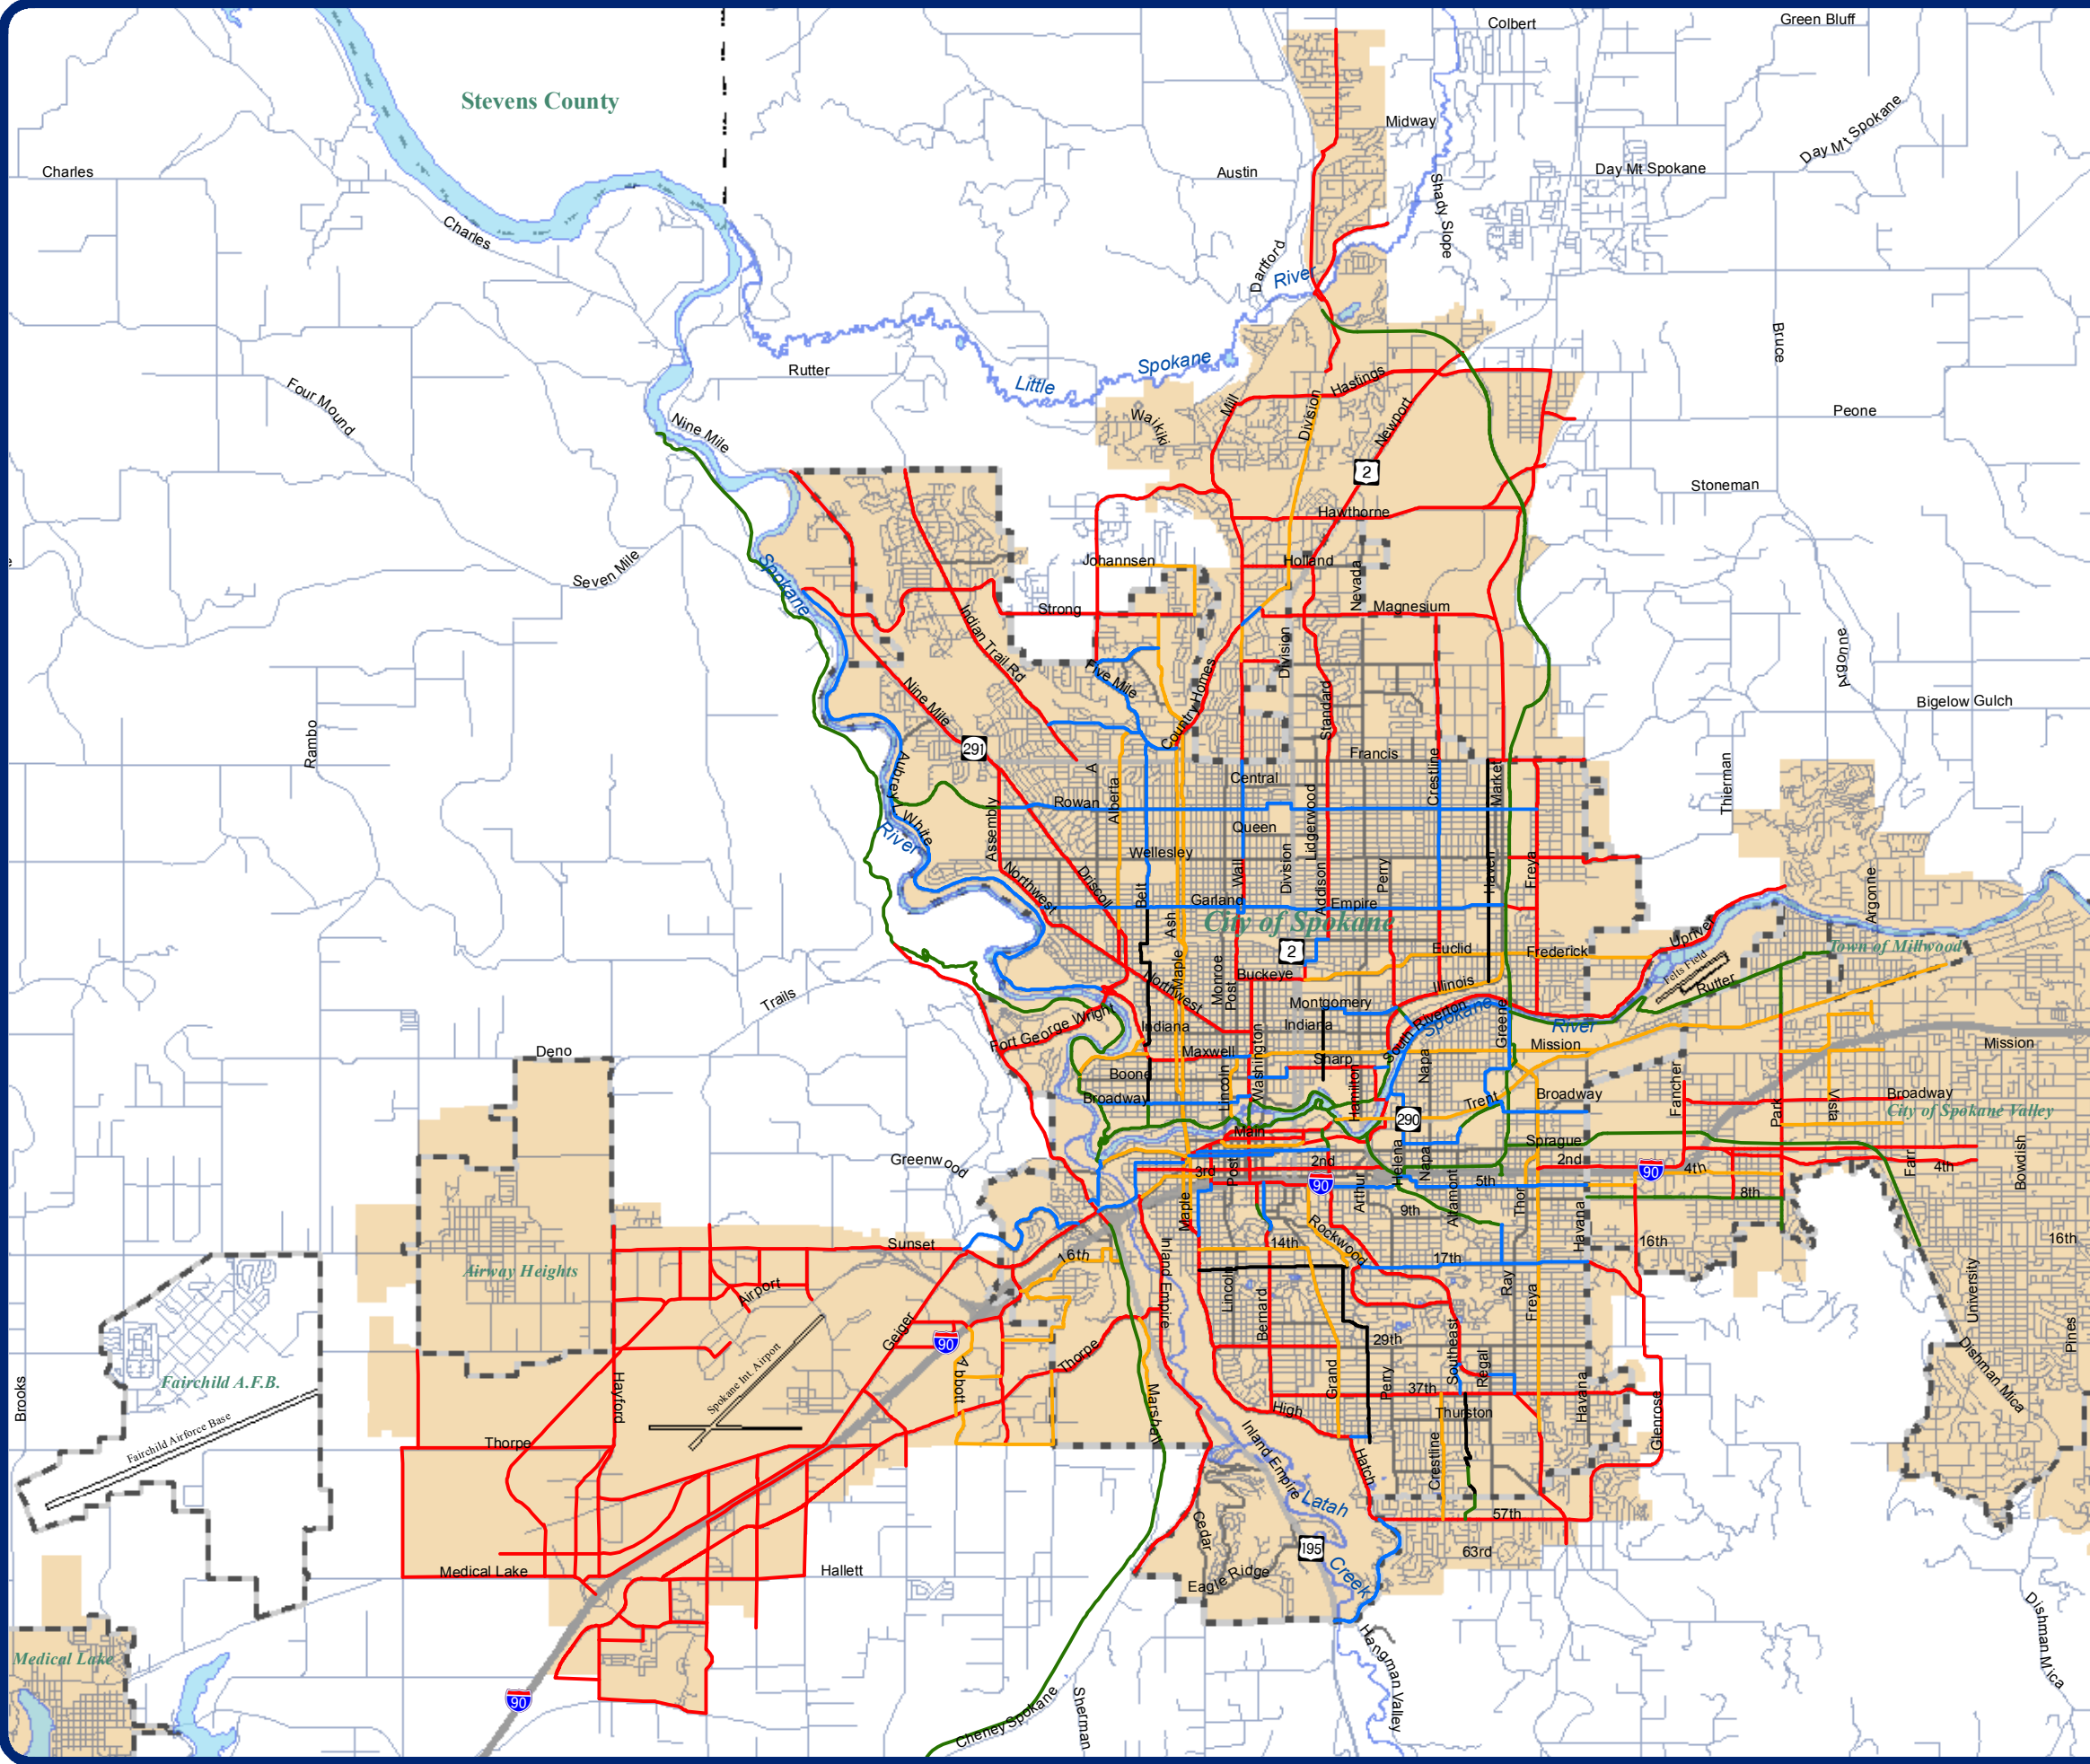 Colbert
Green Bluff
Stevens County
Midway
Day Mt Spokane
Charles
Austin
Day Mt Spokane
Shady Slope
Charles
Dartford
River
Bruce
Spokane
Rutter
Little
Hastings
Four Mound
Mill
Division
Newport
Waikiki
Peone
Nine Mile
2
Stoneman
Hawthorne
Johannsen
Holland
Seven Mile
Spokane
Nevada
Strong
Magnesium
Indian Trail Rd
Division
Argonne
Five Mile
Country Homes
Nine Mile
Standard
Bigelow Gulch
Rambo
291
Francis
A
Central
Crestline
Market
Thierman
Aubrey L White
Alberta
Rowan
Lidgerwood
Assembly
Queen
River
Wellesley
Division
Wall
Addison
Perry
Haven
Freya
Northwest
Driscoll
Belt
Garland
Empire
Argonne
Ash
City of Spokane
Upriver
2
Euclid
Frederick
Town of Millwood
Maple
Monroe
Post
Buckeye
Felts Field
Rutter
Northwest
Illinois
Trails
Montgomery
Fort George Wright
Indiana
Indiana
South Riverton
Spokane
Greene
River
Deno
Maxwell
Washington
Sharp
Napa
Mission
Mission
Boone
Lincoln
Hamilton
Fancher
Broadway
Trent
Broadway
Park
Vista
Broadway
290
City of Spokane Valley
Main
Sprague
Greenwood
3rd
Post
2nd
Helena
Napa
2nd
90
4th
Farr
4th
Bowdish
90
Arthur
5th
Altamont
Thor
8th
Maple
9th
Havana
Rockwood
Sunset
16th
Inland Empire
14th
17th
16th
16th
Airway Heights
Airport
Lincoln
Bernard
Ray
Freya
University
Geiger
90
29th
Southeast
Pines
Spokane Int. Airport
Thorpe
Abbott
Grand
Perry
Regal
Dishman Mica
Fairchild A.F.B.
Brooks
Hayford
Marshall
37th
Havana
Glenrose
High
Thurston
Fairchild Airforce Base
Thorpe
Inland Empire
Hatch
Crestline
Latah
Cedar
57th
195
63rd
Medical Lake
Hallett
Eagle Ridge
Creek
Medical Lake
Hangman Valley
Dishman Mica
90
Cheney Spokane
Sherman